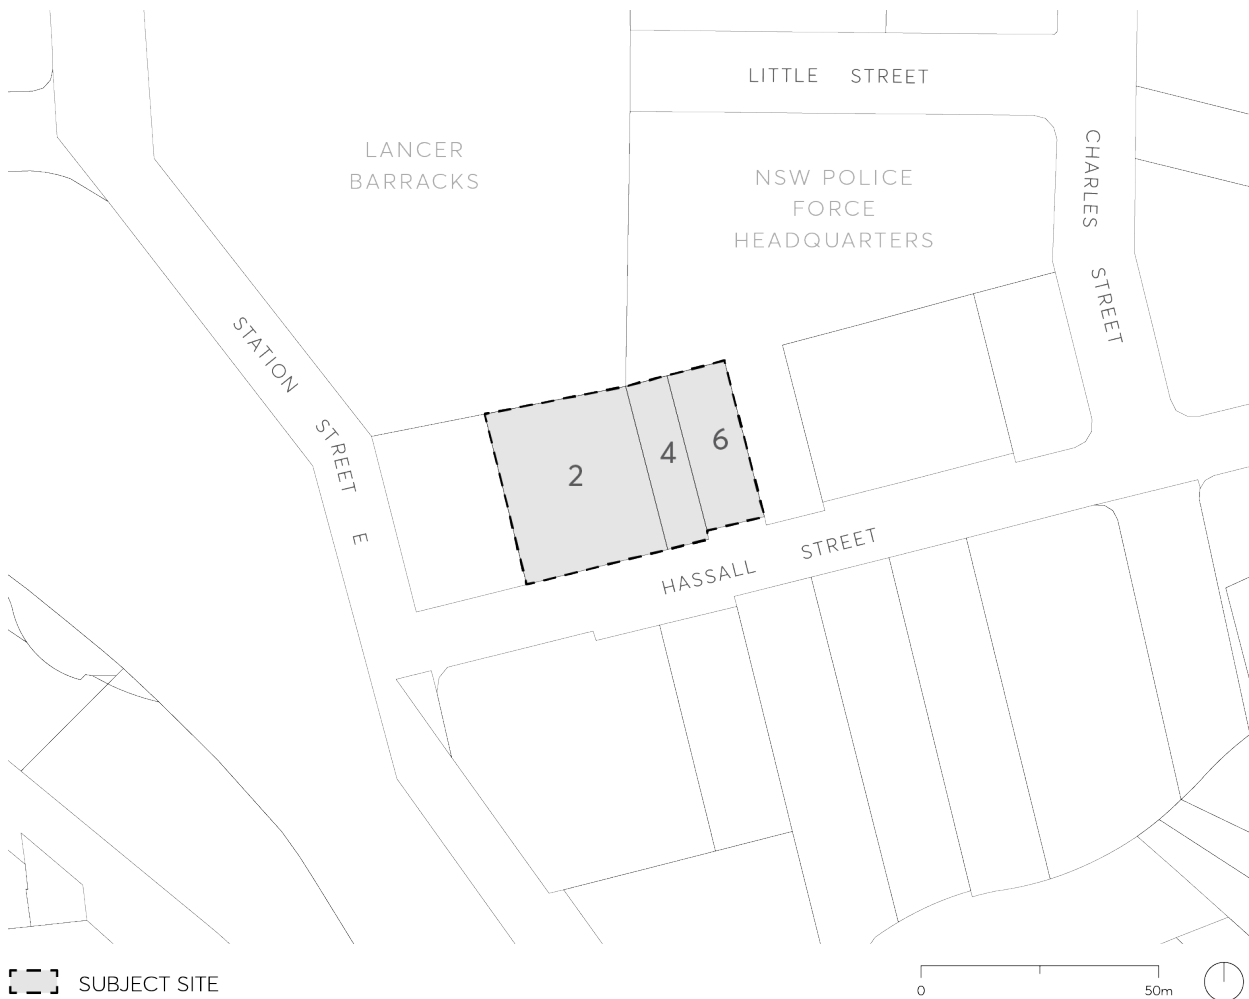 LITTLE STREET
LANCER
BARRACKS
NSW POLICE
FORCE
HEADQUARTERS
CHARLES STREET
STATION STREET E
2
4
6
HASSALL STREET
SUBJECT SITE
0
50m